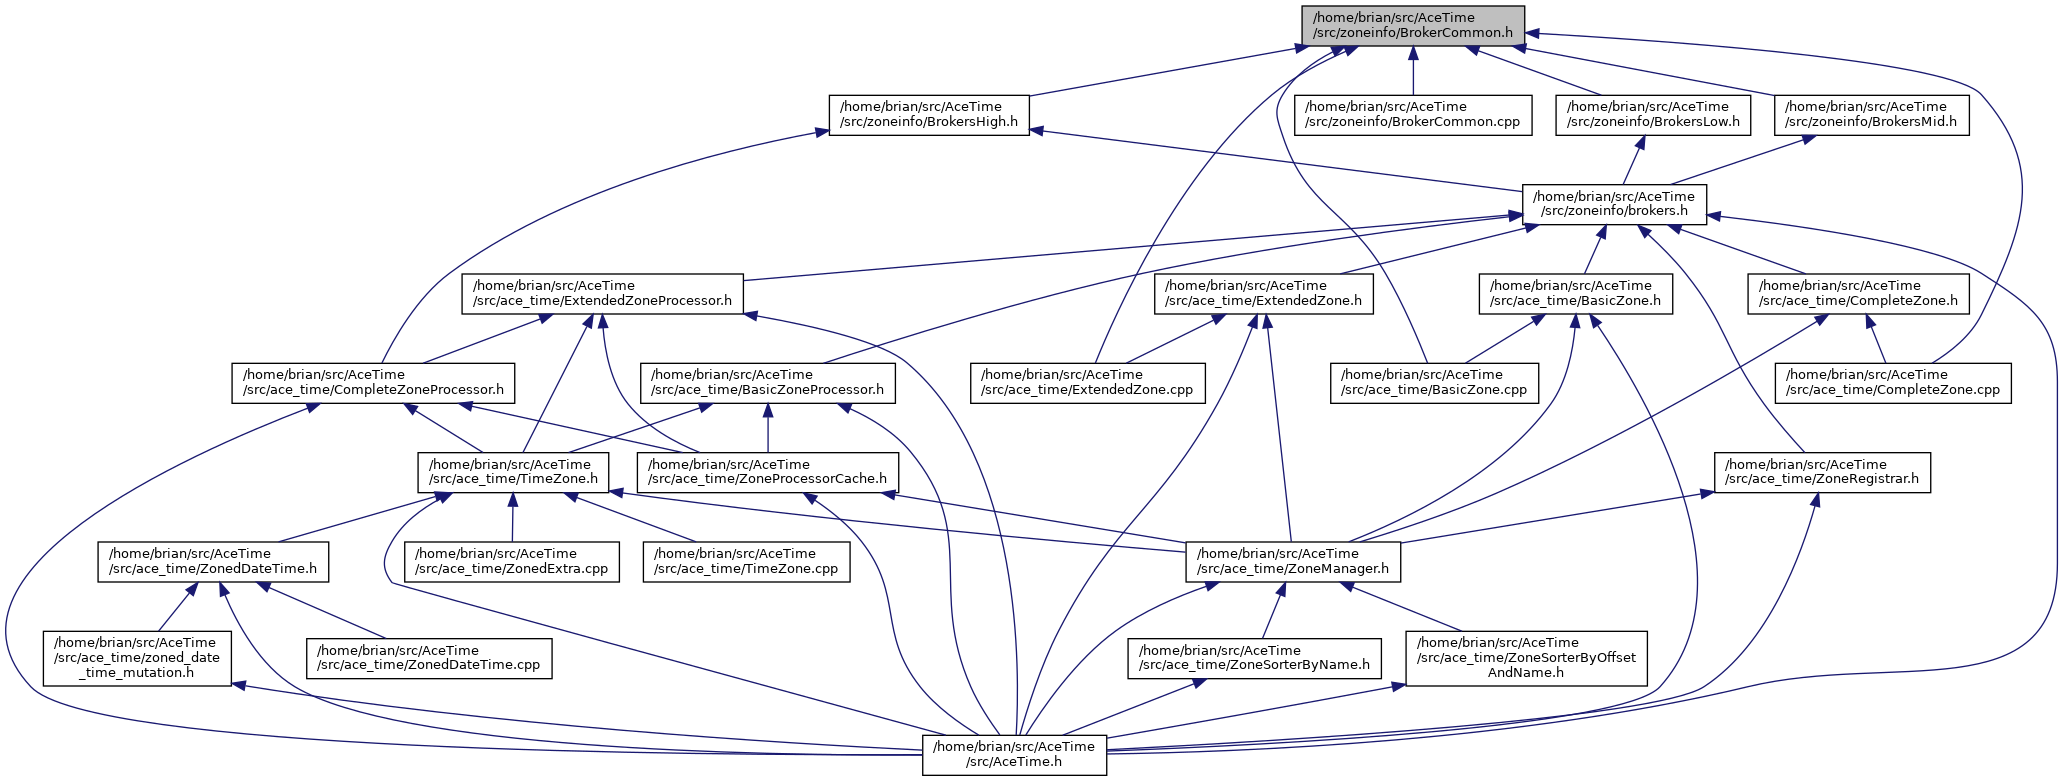 /home/brian/src/AceTime
/src/zoneinfo/BrokerCommon.h
/home/brian/src/AceTime
/src/zoneinfo/BrokersHigh.h
/home/brian/src/AceTime
/src/zoneinfo/BrokerCommon.cpp
/home/brian/src/AceTime
/src/zoneinfo/BrokersLow.h
/home/brian/src/AceTime
/src/zoneinfo/BrokersMid.h
/home/brian/src/AceTime
/src/zoneinfo/brokers.h
/home/brian/src/AceTime
/src/ace_time/ExtendedZoneProcessor.h
/home/brian/src/AceTime
/src/ace_time/ExtendedZone.h
/home/brian/src/AceTime
/src/ace_time/BasicZone.h
/home/brian/src/AceTime
/src/ace_time/CompleteZone.h
/home/brian/src/AceTime
/src/ace_time/CompleteZoneProcessor.h
/home/brian/src/AceTime
/src/ace_time/BasicZoneProcessor.h
/home/brian/src/AceTime
/src/ace_time/ExtendedZone.cpp
/home/brian/src/AceTime
/src/ace_time/BasicZone.cpp
/home/brian/src/AceTime
/src/ace_time/CompleteZone.cpp
/home/brian/src/AceTime
/src/ace_time/TimeZone.h
/home/brian/src/AceTime
/src/ace_time/ZoneProcessorCache.h
/home/brian/src/AceTime
/src/ace_time/ZoneRegistrar.h
/home/brian/src/AceTime
/src/ace_time/ZonedDateTime.h
/home/brian/src/AceTime
/src/ace_time/ZonedExtra.cpp
/home/brian/src/AceTime
/src/ace_time/TimeZone.cpp
/home/brian/src/AceTime
/src/ace_time/ZoneManager.h
/home/brian/src/AceTime
/src/ace_time/zoned_date
_time_mutation.h
/home/brian/src/AceTime
/src/ace_time/ZonedDateTime.cpp
/home/brian/src/AceTime
/src/ace_time/ZoneSorterByName.h
/home/brian/src/AceTime
/src/ace_time/ZoneSorterByOffset
AndName.h
/home/brian/src/AceTime
/src/AceTime.h